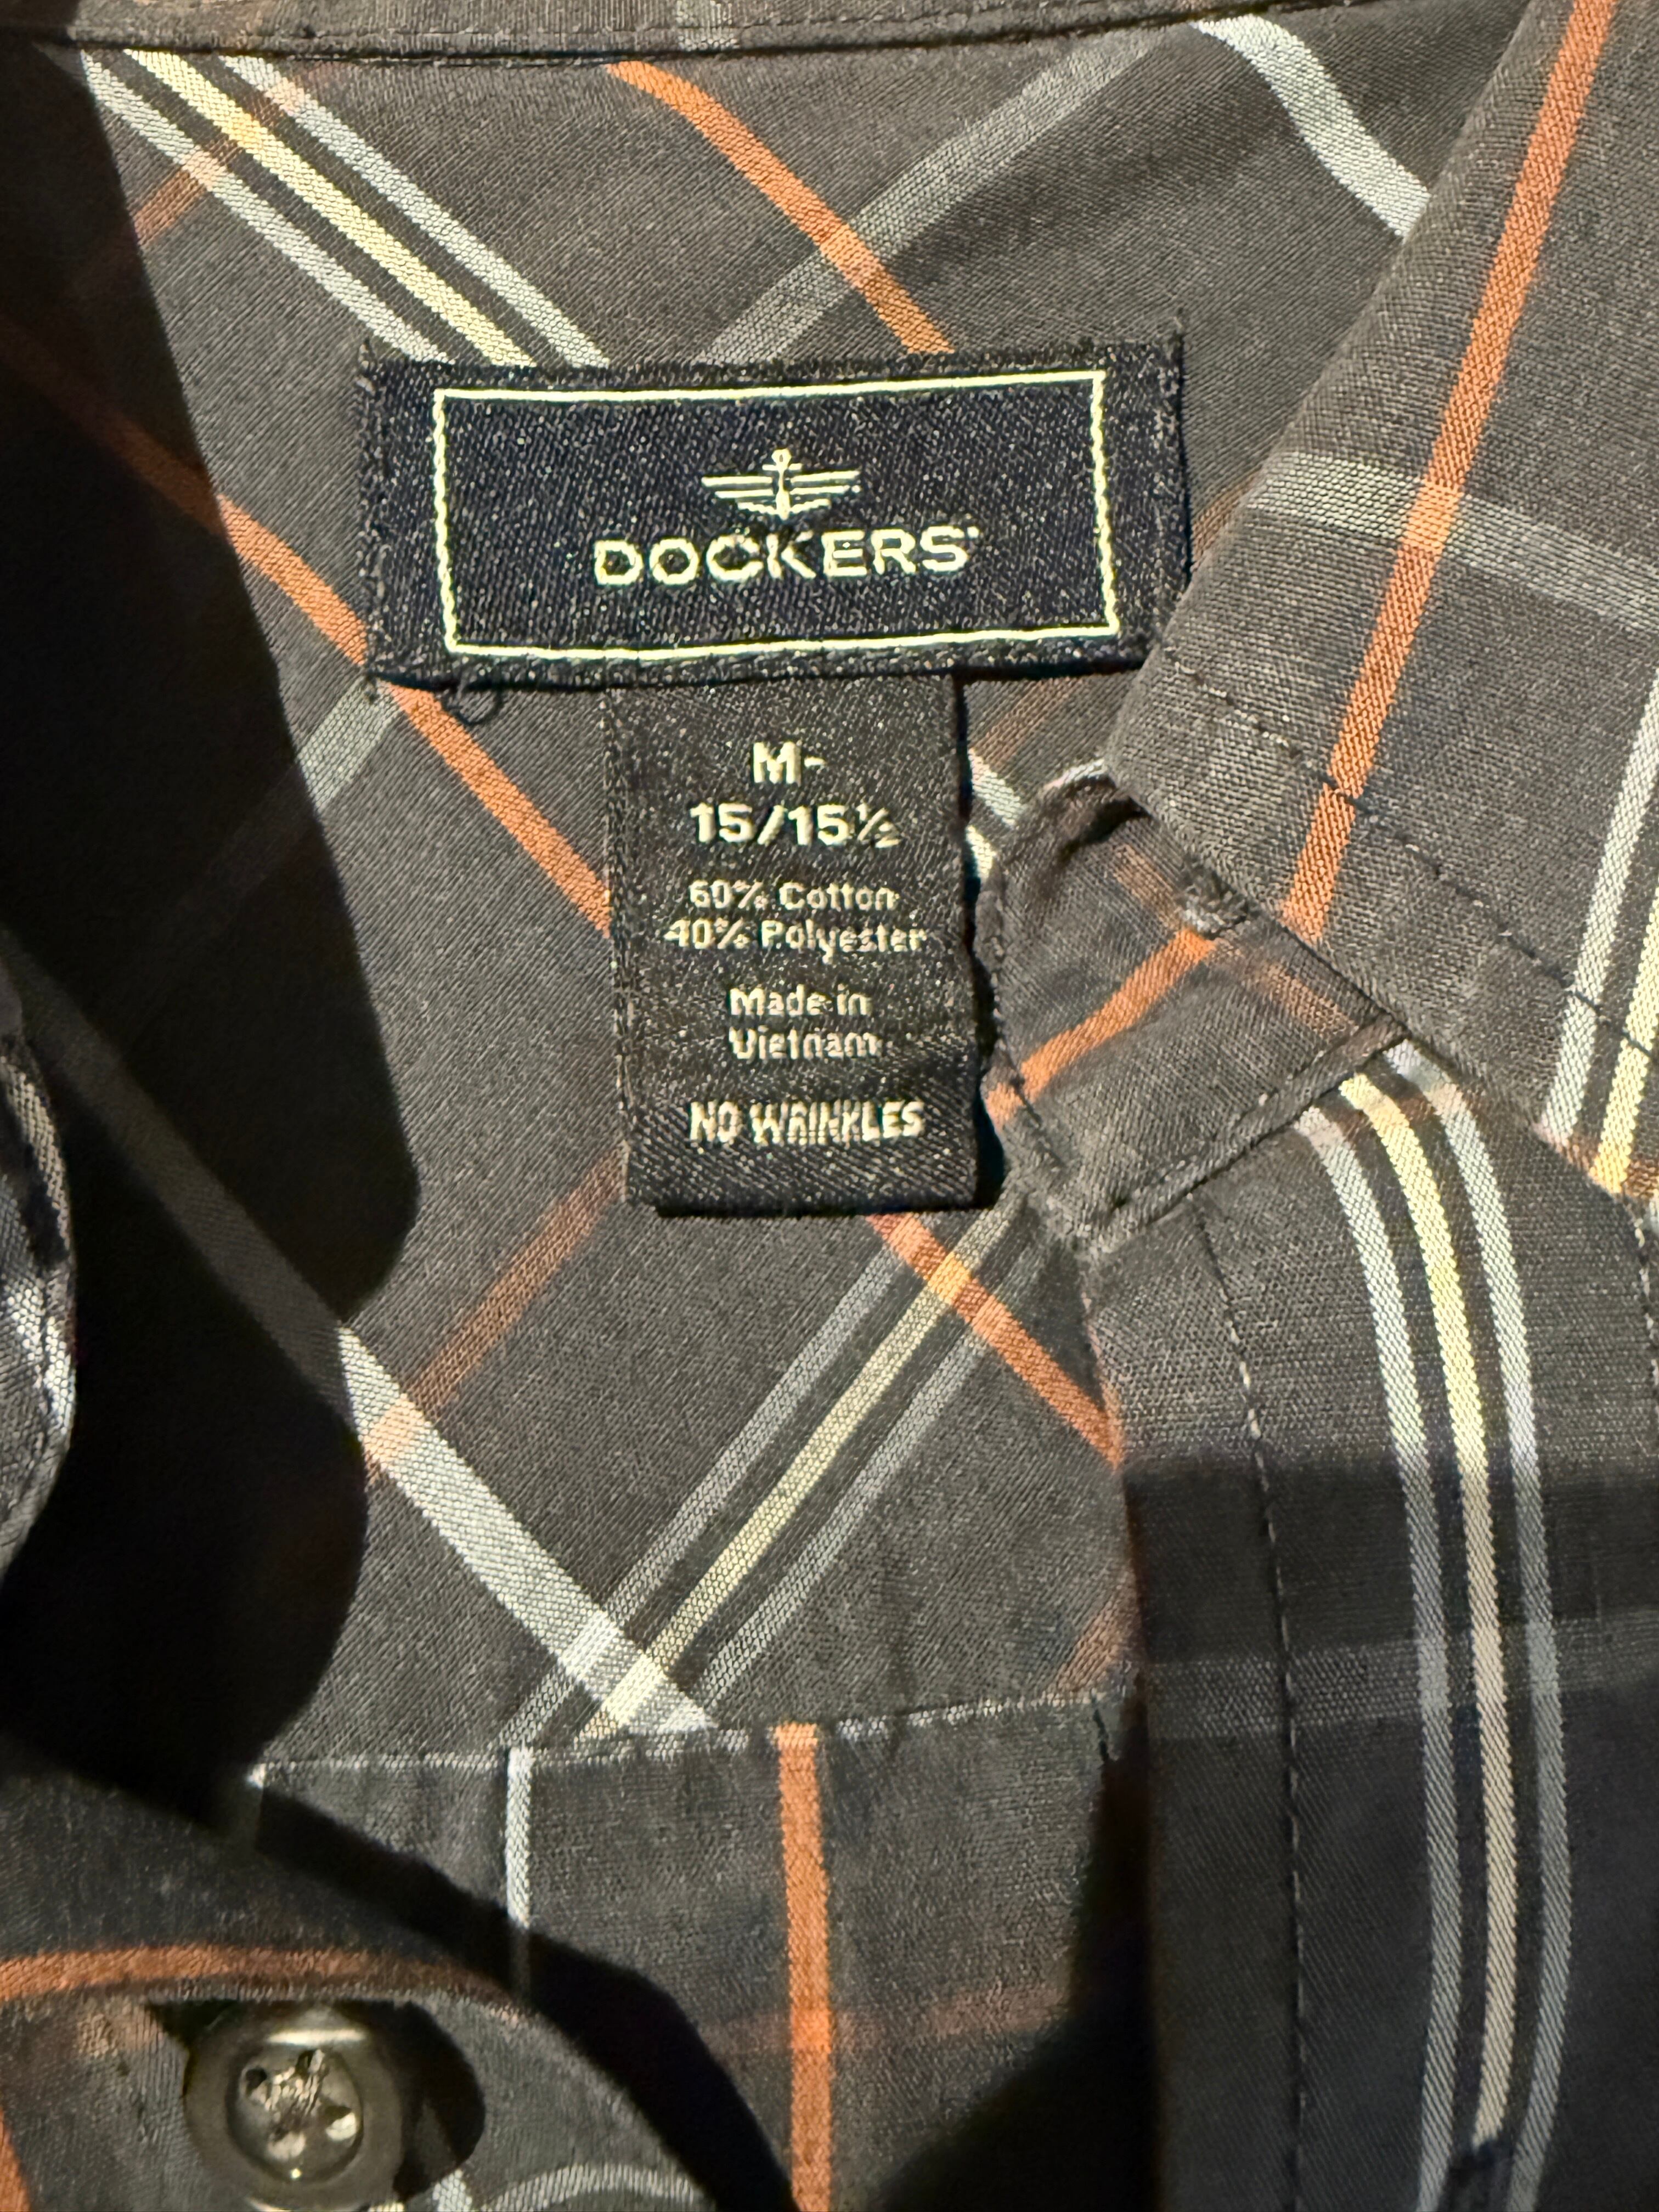 DOCKERS®
M-
15/15½
60% Cotton
40% Polyester
Made in
Vietnam
NO WRINKLES